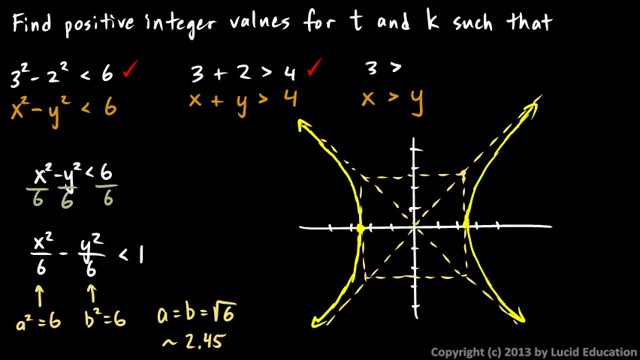 Find positive integer values for t and k such that
3² - 2² < 6 ✓ 3 + 2 > 4 ✓ 3 >
x² - y² < 6 x + y > 4 x > y
x²/6 - y²/6 < 6/6
x²/6 - y²/6 < 1
a² = 6 b² = 6 a = b = √6
~ 2.45
Copyright (c) 2013 by Lucid Education